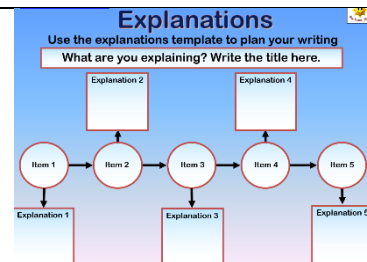 Explanations
Use the explanations template to plan your writing
What are you explaining? Write the title here.
Explanation 2
Explanation 4
Item 1
Item 2
Item 3
Item 4
Item 5
Explanation 1
Explanation 3
Explanation 5